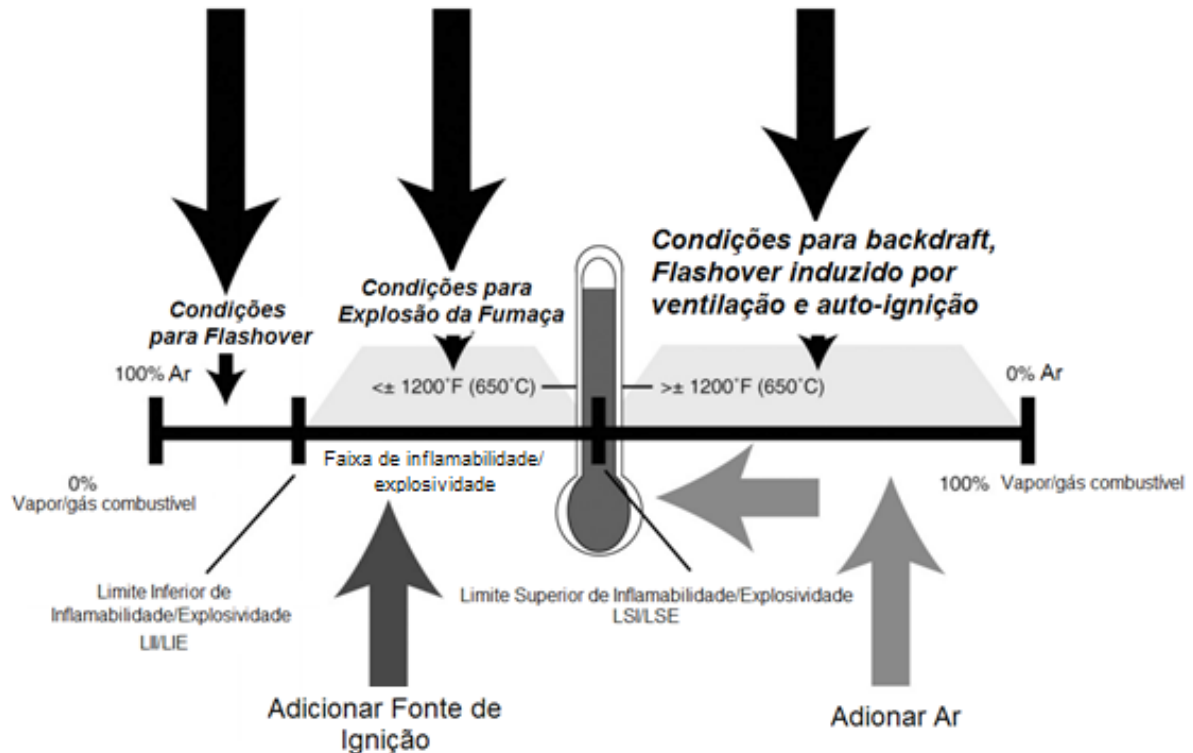 Condições
para Flashover
Condições para
Explosão da Fumaça
Condições para backdraft,
Flashover induzido por
ventilação e auto-ignição
100% Ar
<± 1200°F (650°C)
>± 1200°F (650°C)
0% Ar
0%
Vapor/gás combustível
Faixa de inflamabilidade/
explosividade
100% Vapor/gás combustível
Limite Inferior de
Inflamabilidade/Explosividade
LII/LIE
Limite Superior de Inflamabilidade/Explosividade
LSI/LSE
Adicionar Fonte de
Ignição
Adionar Ar